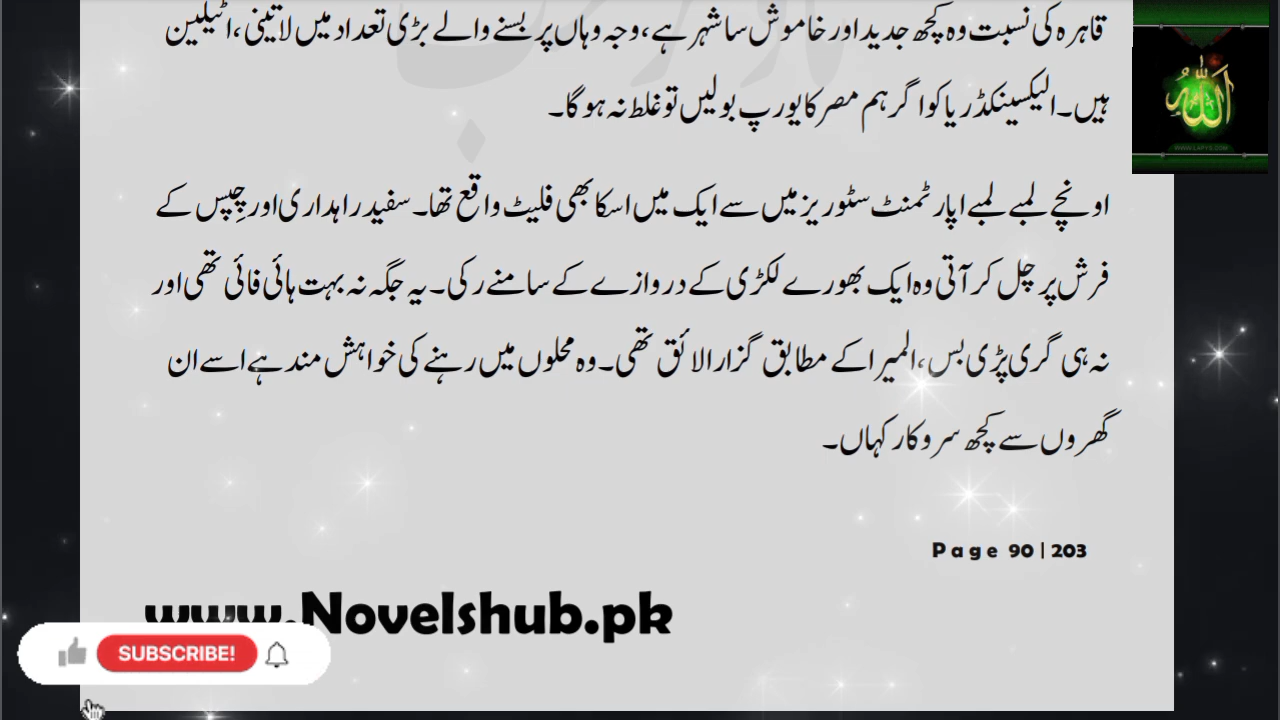 قاہرہ کی نسبت وہ کچھ جدید اور خاموش سا شہر ہے، وجہ وہاں پر بسنے والے بڑی تعداد میں لاتینی، اٹیلین
ہیں۔ الیکسینکڈریا کو اگر ہم مصر کا یورپ بولیں تو غلط نہ ہو گا۔
اونچے لمبے لمبے اپارٹمنٹ سٹوریز میں سے ایک میں اسکا بھی فلیٹ واقع تھا۔ سفید راہداری اور چِپس کے
فرش پر چل کر آتی وہ ایک بھورے لکڑی کے دروازے کے سامنے رکی۔ یہ جگہ نہ بہت ہائی فائی تھی اور
نہ ہی گری پڑی بس، المیرا کے مطابق گزارا لائق تھی۔ وہ محلوں میں رہنے کی خواہش مند ہے اسے ان
گھروں سے کچھ سروکار کہاں۔
Page 90 | 203
www.Novelshub.pk
SUBSCRIBE!
الله